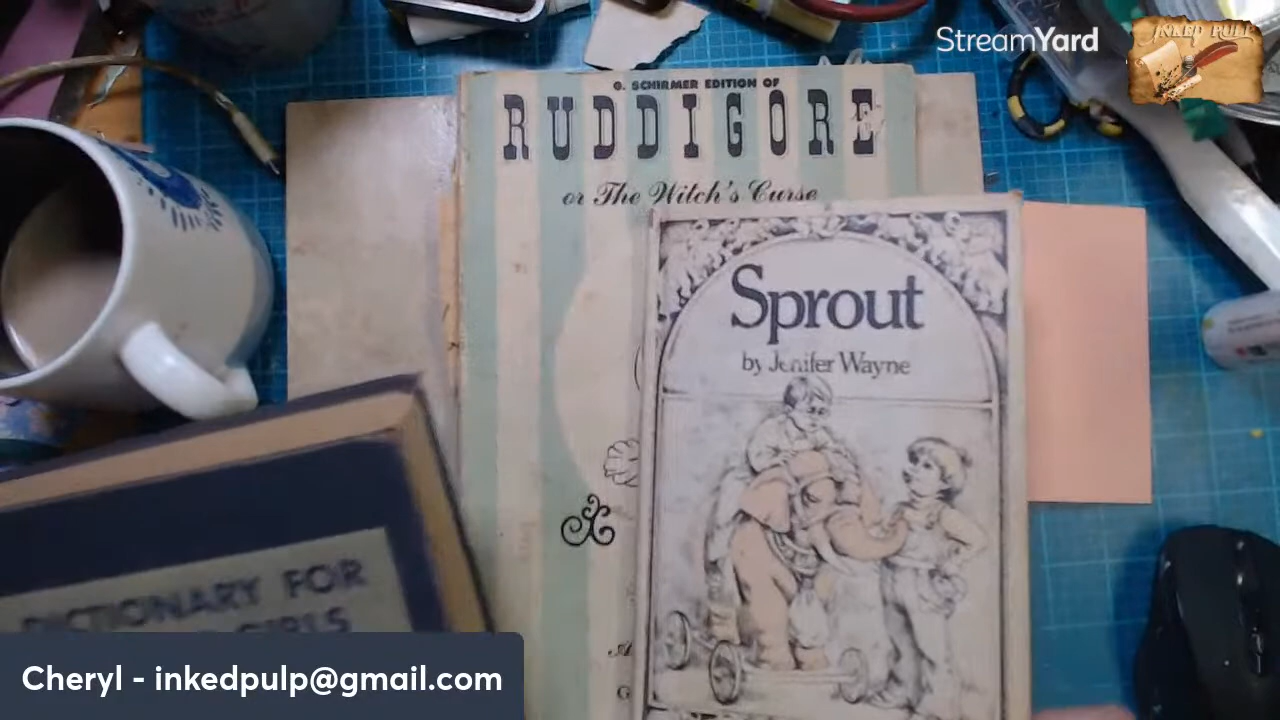 StreamYard
INKED PULP
G. SCHIRMER EDITION OF
RUDDIGORE
or The Witch's Curse
Sprout
by Jenifer Wayne
DICTIONARY FOR
GIRLS
Cheryl - inkedpulp@gmail.com